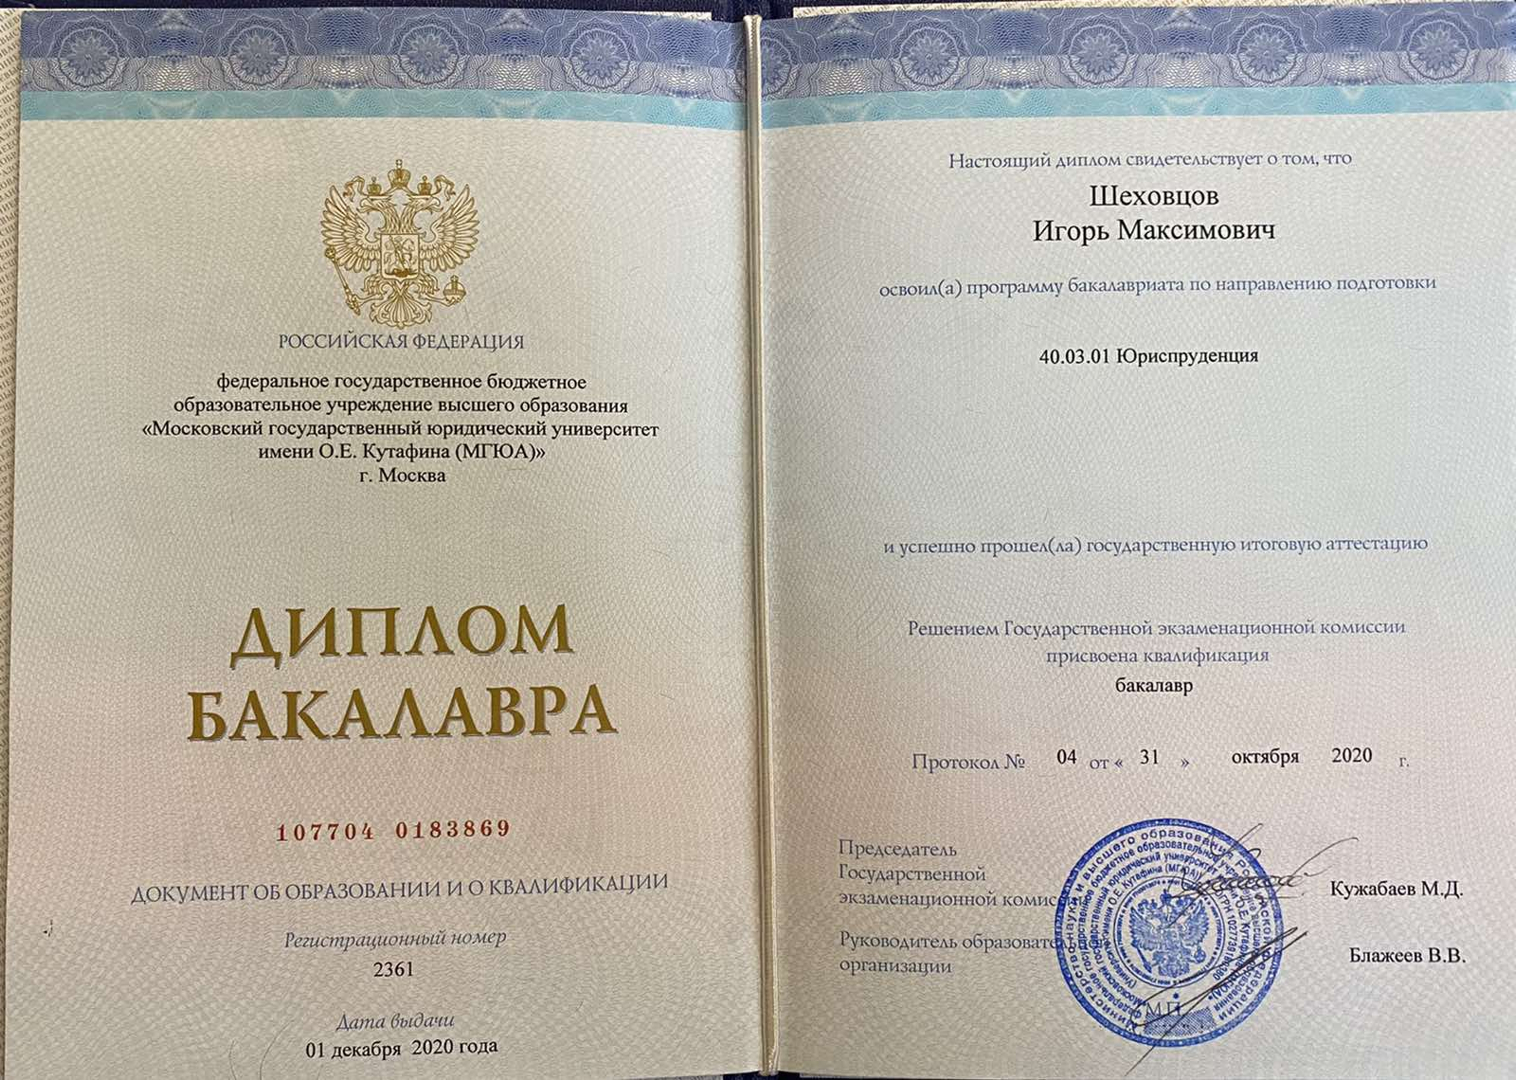 РОССИЙСКАЯ ФЕДЕРАЦИЯ
федеральное государственное бюджетное
образовательное учреждение высшего образования
«Московский государственный юридический университет
имени О.Е. Кутафина (МГЮА)»
г. Москва
ДИПЛОМ
БАКАЛАВРА
107704 0183869
ДОКУМЕНТ ОБ ОБРАЗОВАНИИ И О КВАЛИФИКАЦИИ
Регистрационный номер
2361
Дата выдачи
01 декабря 2020 года
Настоящий диплом свидетельствует о том, что
Шеховцов
Игорь Максимович
освоил(а) программу бакалавриата по направлению подготовки
40.03.01 Юриспруденция
и успешно прошел(ла) государственную итоговую аттестацию
Решением Государственной экзаменационной комиссии
присвоена квалификация
бакалавр
Протокол № 04 от « 31 » октября 2020 г.
Председатель
Государственной
экзаменационной комиссии
Кужабаев М.Д.
Руководитель образовательной
организации
Блажеев В.В.
М.П.